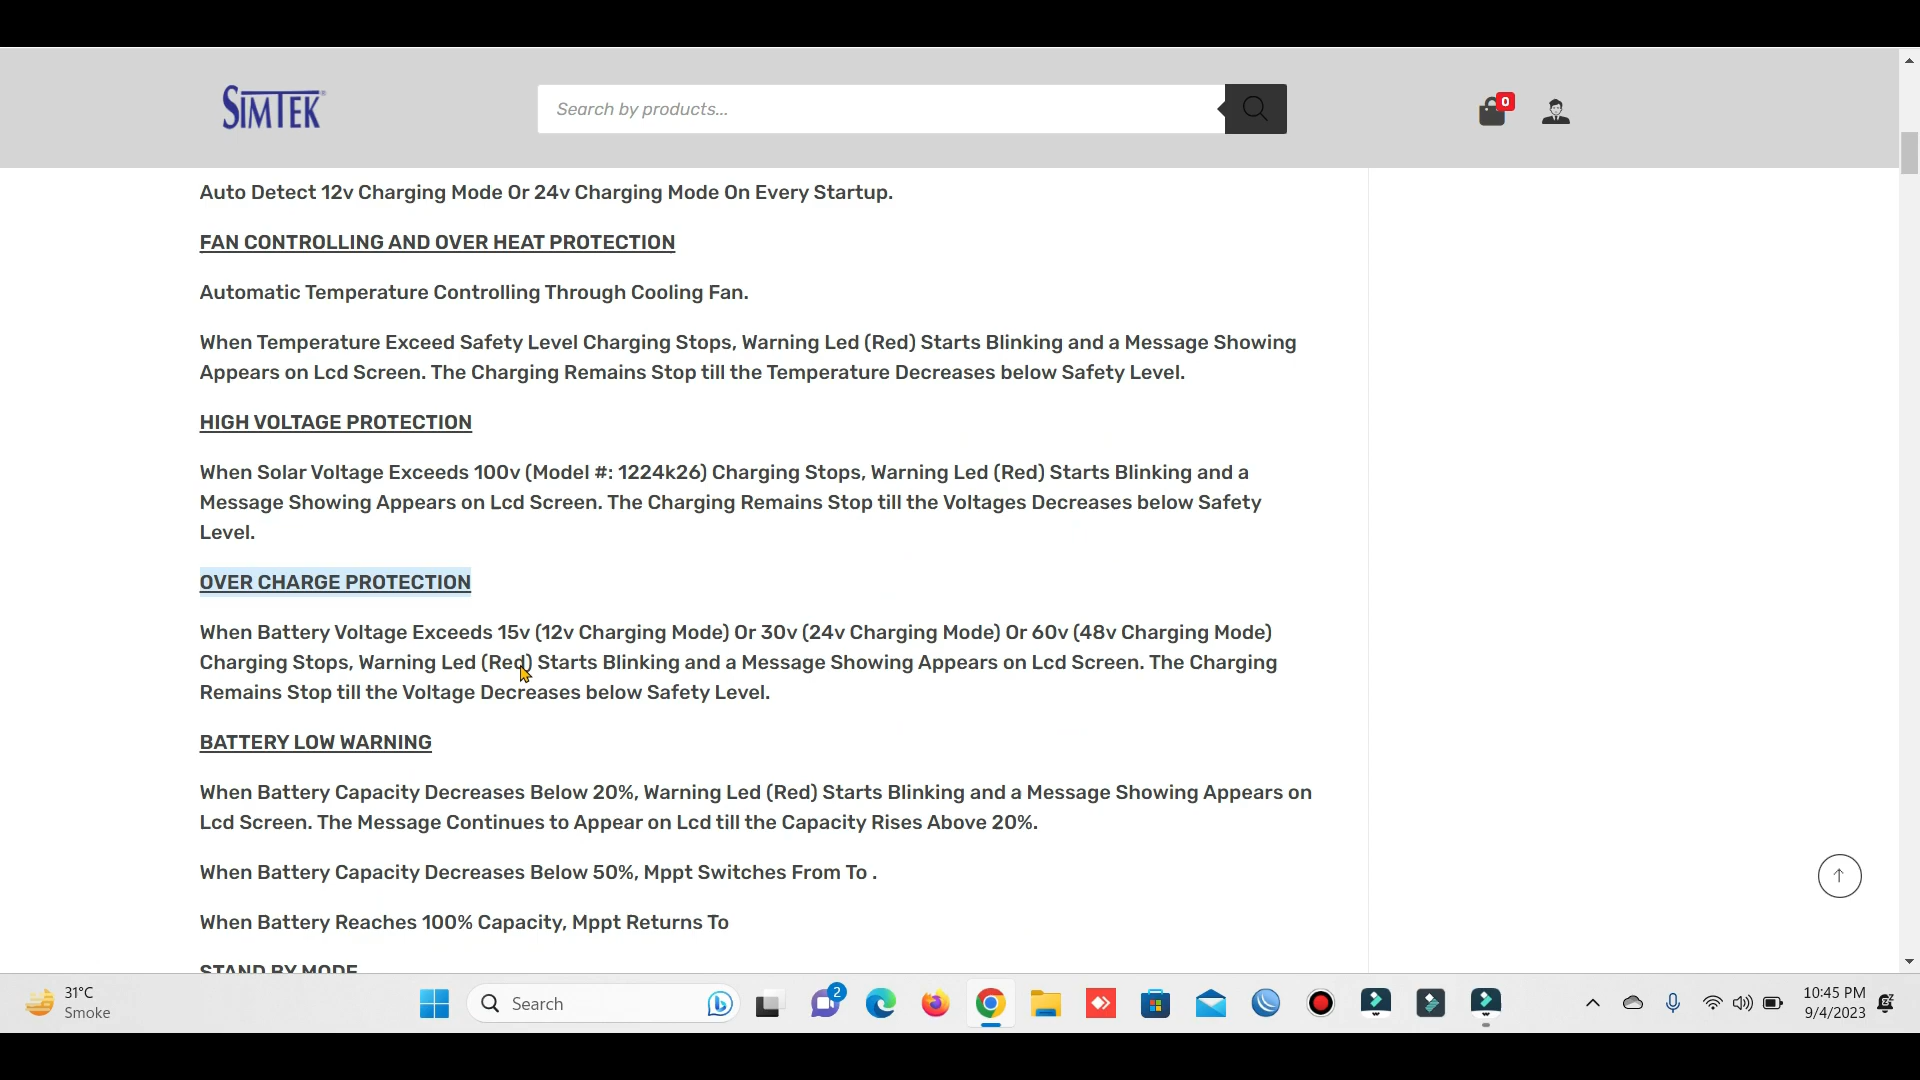 SIMTEK
Search by products...
0
Auto Detect 12v Charging Mode Or 24v Charging Mode On Every Startup.
FAN CONTROLLING AND OVER HEAT PROTECTION
Automatic Temperature Controlling Through Cooling Fan.
When Temperature Exceed Safety Level Charging Stops, Warning Led (Red) Starts Blinking and a Message Showing
Appears on Lcd Screen. The Charging Remains Stop till the Temperature Decreases below Safety Level.
HIGH VOLTAGE PROTECTION
When Solar Voltage Exceeds 100v (Model #: 1224k26) Charging Stops, Warning Led (Red) Starts Blinking and a
Message Showing Appears on Lcd Screen. The Charging Remains Stop till the Voltages Decreases below Safety
Level.
OVER CHARGE PROTECTION
When Battery Voltage Exceeds 15v (12v Charging Mode) Or 30v (24v Charging Mode) Or 60v (48v Charging Mode)
Charging Stops, Warning Led (Red) Starts Blinking and a Message Showing Appears on Lcd Screen. The Charging
Remains Stop till the Voltage Decreases below Safety Level.
BATTERY LOW WARNING
When Battery Capacity Decreases Below 20%, Warning Led (Red) Starts Blinking and a Message Showing Appears on
Lcd Screen. The Message Continues to Appear on Lcd till the Capacity Rises Above 20%.
When Battery Capacity Decreases Below 50%, Mppt Switches From To .
When Battery Reaches 100% Capacity, Mppt Returns To
STAND BY MODE
31°C
Smoke
Search
2
10:45 PM
9/4/2023